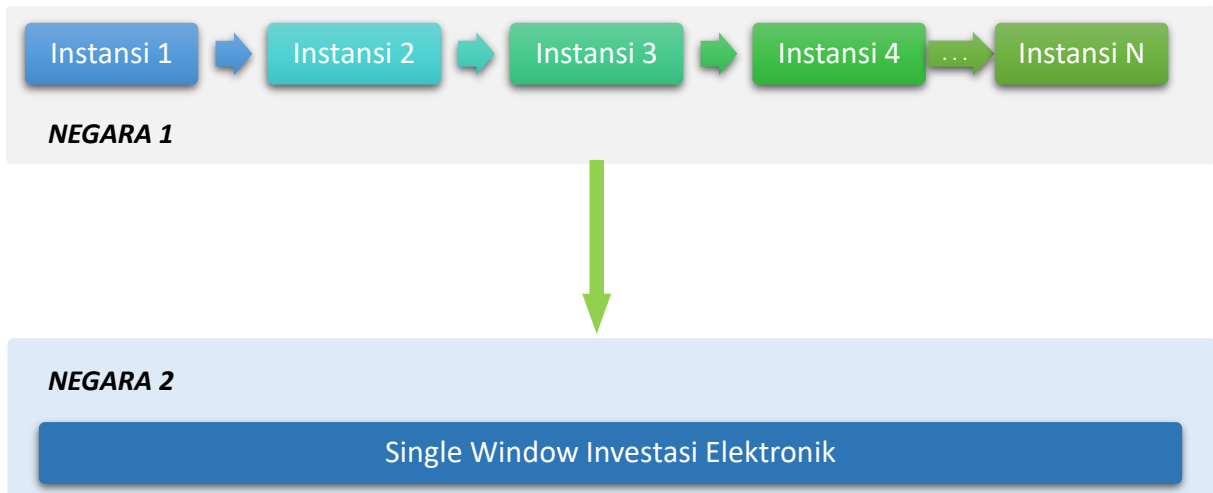 Instansi 1
Instansi 2
Instansi 3
Instansi 4
...
Instansi N
NEGARA 1
NEGARA 2
Single Window Investasi Elektronik